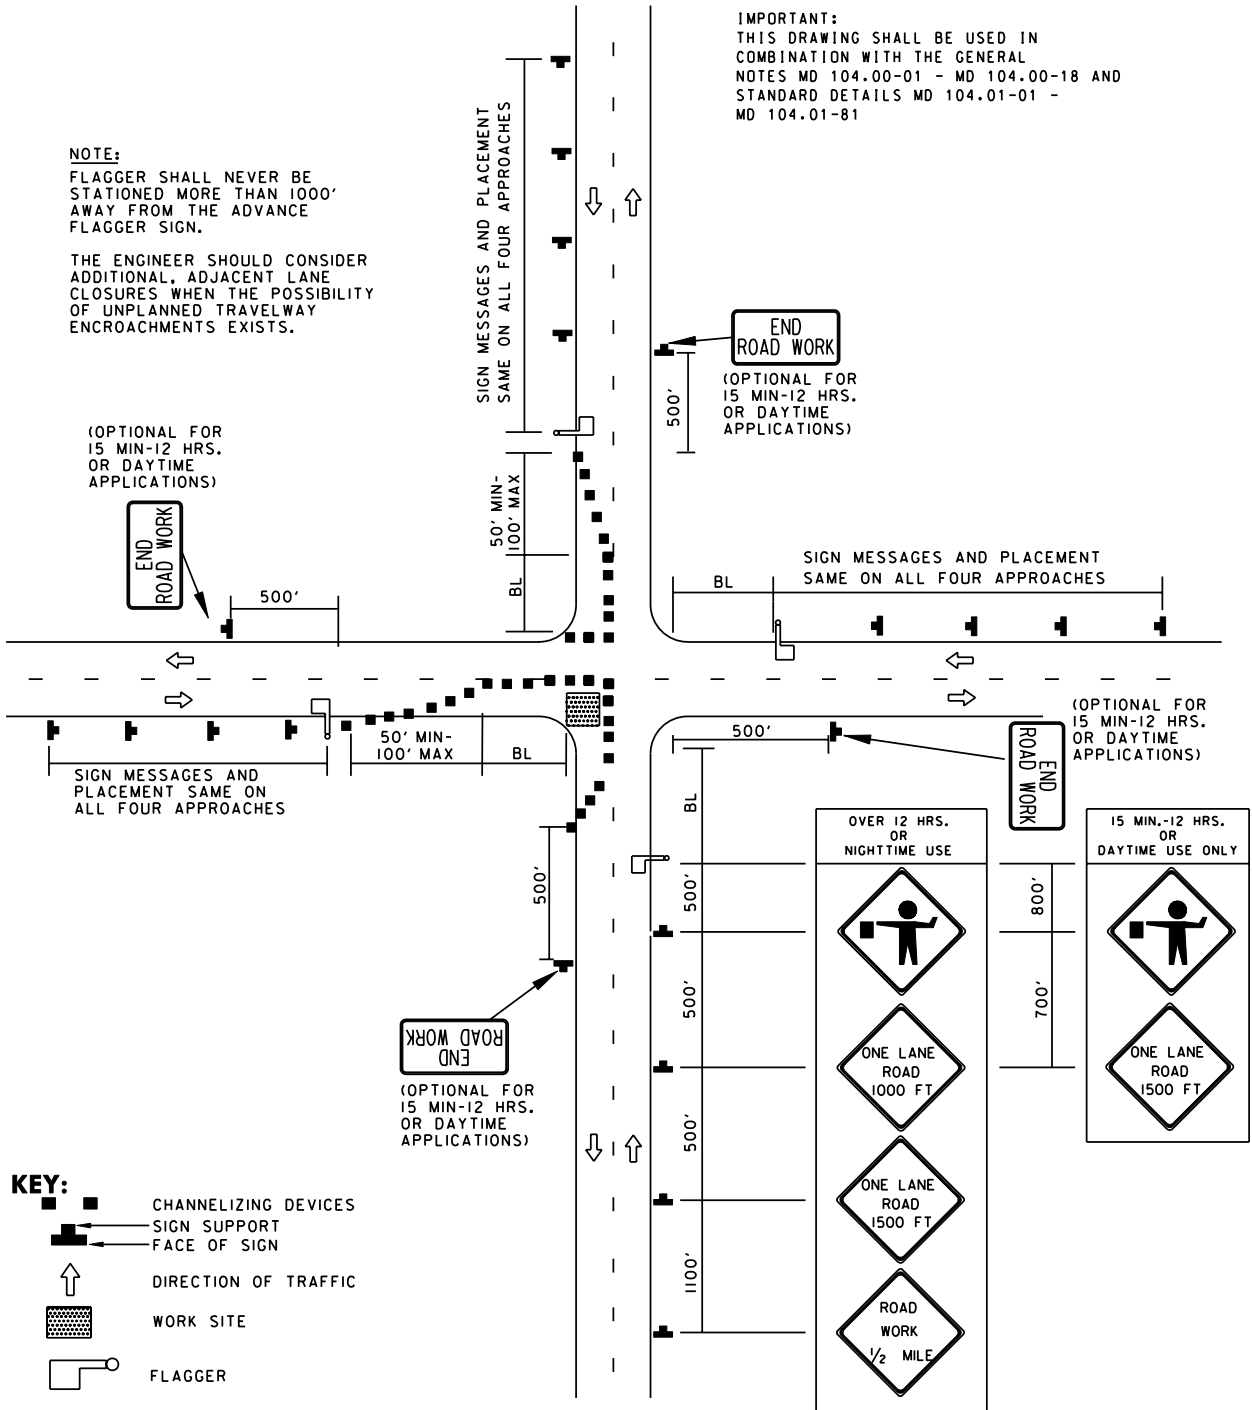 IMPORTANT:
THIS DRAWING SHALL BE USED IN
COMBINATION WITH THE GENERAL
NOTES MD 104.00-01 - MD 104.00-18 AND
STANDARD DETAILS MD 104.01-01 -
MD 104.01-81
NOTE:
FLAGGER SHALL NEVER BE
STATIONED MORE THAN 1000'
AWAY FROM THE ADVANCE
FLAGGER SIGN.
THE ENGINEER SHOULD CONSIDER
ADDITIONAL, ADJACENT LANE
CLOSURES WHEN THE POSSIBILITY
OF UNPLANNED TRAVELWAY
ENCROACHMENTS EXISTS.
SIGN MESSAGES AND PLACEMENT
SAME ON ALL FOUR APPROACHES
END
ROAD WORK
(OPTIONAL FOR
15 MIN-12 HRS.
OR DAYTIME
APPLICATIONS)
500'
(OPTIONAL FOR
15 MIN-12 HRS.
OR DAYTIME
APPLICATIONS)
END
ROAD WORK
500'
50' MIN-
100' MAX
BL
SIGN MESSAGES AND PLACEMENT
SAME ON ALL FOUR APPROACHES
BL
50' MIN-
100' MAX
BL
SIGN MESSAGES AND
PLACEMENT SAME ON
ALL FOUR APPROACHES
500'
(OPTIONAL FOR
15 MIN-12 HRS.
OR DAYTIME
APPLICATIONS)
END
ROAD WORK
BL
500'
500'
500'
1100'
500'
END
ROAD WORK
(OPTIONAL FOR
15 MIN-12 HRS.
OR DAYTIME
APPLICATIONS)
OVER 12 HRS.
OR
NIGHTTIME USE
ONE LANE
ROAD
1000 FT
ONE LANE
ROAD
1500 FT
ROAD
WORK
1/2 MILE
800'
700'
15 MIN.-12 HRS.
OR
DAYTIME USE ONLY
ONE LANE
ROAD
1500 FT
KEY:
CHANNELIZING DEVICES
SIGN SUPPORT
FACE OF SIGN
DIRECTION OF TRAFFIC
WORK SITE
FLAGGER